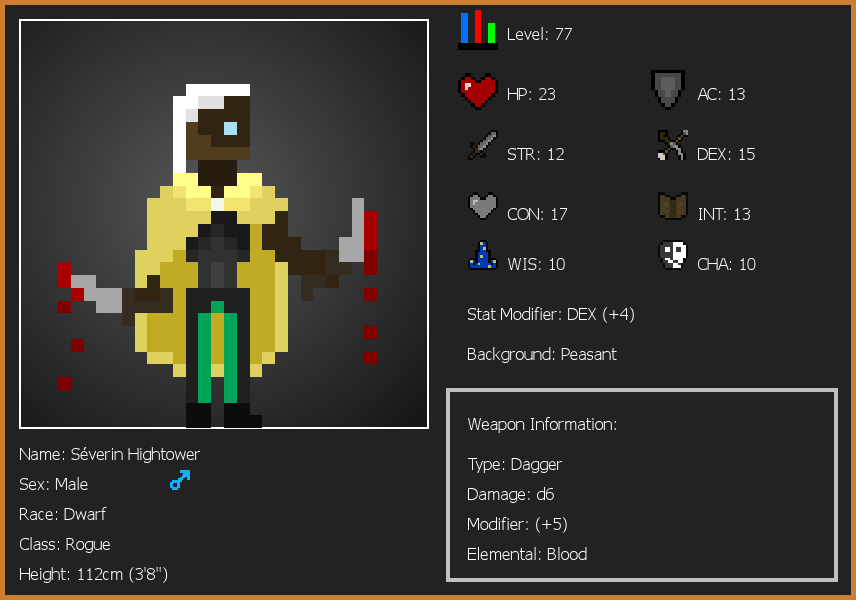 Level: 77
HP: 23
AC: 13
STR: 12
DEX: 15
CON: 17
INT: 13
WIS: 10
CHA: 10
Stat Modifier: DEX (+4)
Background: Peasant
Weapon Information:
Type: Dagger
Damage: d6
Modifier: (+5)
Elemental: Blood
Name: Séverin Hightower
Sex: Male
Race: Dwarf
Class: Rogue
Height: 112cm (3'8")